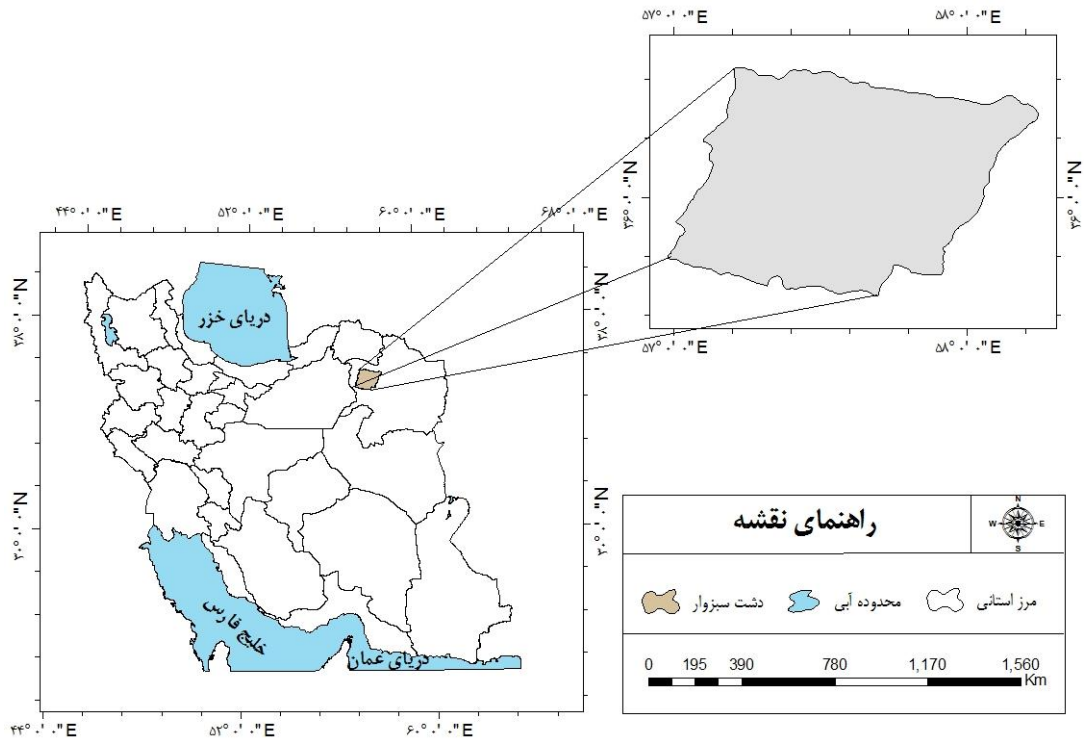 ۵۷°۰'۰"E ۵۸°۰'۰"E
۳۶°۰'۰"N ۳۶°۰'۰"N
۵۷°۰'۰"E ۵۸°۰'۰"E
۴۴°۰'۰"E ۵۲°۰'۰"E ۶۰°۰'۰"E ۶۸°۰'۰"E
۳۸°۰'۰"N ۳۸°۰'۰"N
دریای خزر
۳۰°۰'۰"N ۳۰°۰'۰"N
خلیج فارس
دریای عمان
۴۴°۰'۰"E ۵۲°۰'۰"E ۶۰°۰'۰"E
راهنمای نقشه
N
W E
S
مرز استانی محدوده آبی دشت سبزوار
0 195 390 780 1,170 1,560
Km